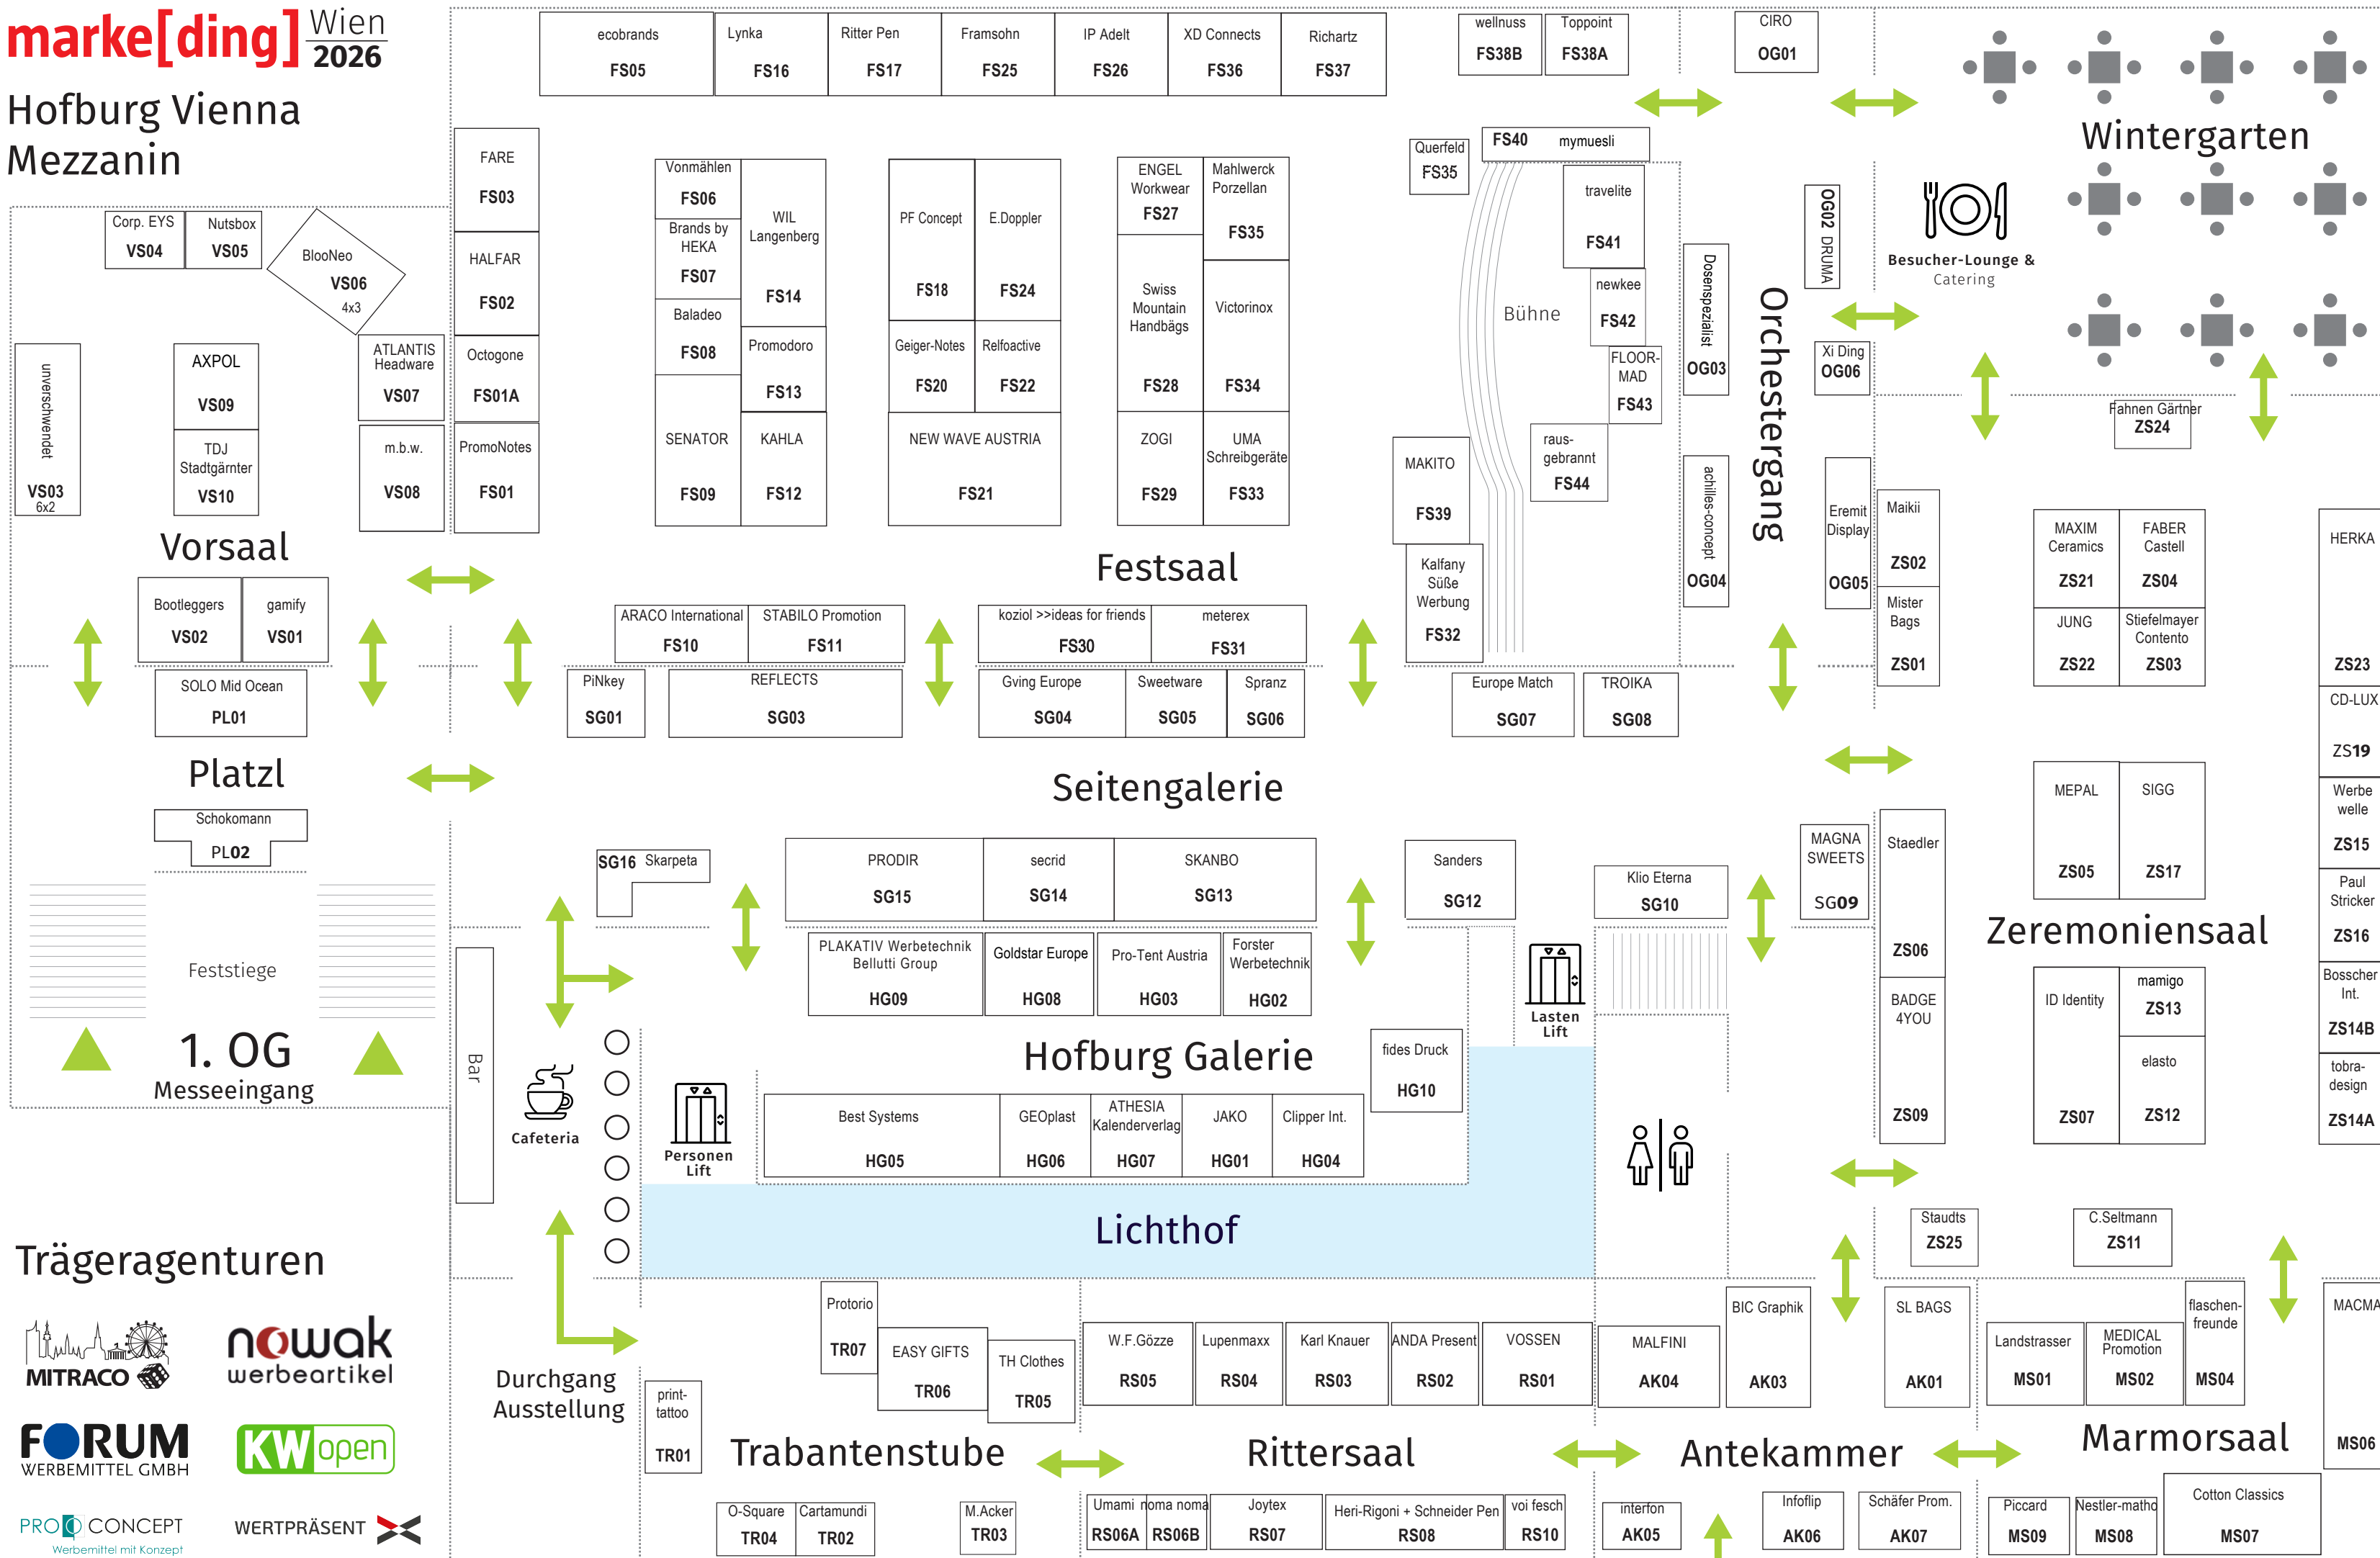 marke[ding] Wien
2026
Hofburg Vienna
Mezzanin
ecobrands
FS05
Lynka
FS16
Ritter Pen
FS17
Framsohn
FS25
IP Adelt
FS26
XD Connects
FS36
Richartz
FS37
wellnuss
FS38B
Toppoint
FS38A
CIRO
OG01
Wintergarten
Besucher-Lounge &
Catering
FARE
FS03
HALFAR
FS02
Octogone
FS01A
PromoNotes
FS01
Vonmählen
FS06
Brands by
HEKA
FS07
Baladeo
FS08
SENATOR
FS09
WIL
Langenberg
FS14
Promodoro
FS13
KAHLA
FS12
PF Concept
FS18
E.Doppler
FS24
Geiger-Notes
FS20
Relfoactive
FS22
NEW WAVE AUSTRIA
FS21
ENGEL
Workwear
FS27
Mahlwerck
Porzellan
FS35
Swiss
Mountain
Handbägs
FS28
Victorinox
FS34
ZOGI
FS29
UMA
Schreibgeräte
FS33
Querfeld
FS35
FS40 mymuesli
travelite
FS41
newkee
FS42
FLOOR-
MAD
FS43
raus-
gebrannt
FS44
Bühne
MAKITO
FS39
Kalfany
Süße
Werbung
FS32
Dosenspezialist
OG03
achilles-concept
OG04
Orchestergang
OG02 DRUMA
Xi Ding
OG06
Eremit
Display
OG05
Corp. EYS
VS04
Nutsbox
VS05
BlooNeo
VS06
4x3
unverschwendet
VS03
6x2
AXPOL
VS09
TDJ
Stadtgärnter
VS10
ATLANTIS
Headware
VS07
m.b.w.
VS08
Vorsaal
Bootleggers
VS02
gamify
VS01
Festsaal
ARACO International
FS10
STABILO Promotion
FS11
koziol >>ideas for friends
FS30
meterex
FS31
Fahnen Gärtner
ZS24
Maikii
ZS02
Mister
Bags
ZS01
MAXIM
Ceramics
ZS21
FABER
Castell
ZS04
JUNG
ZS22
Stiefelmayer
Contento
ZS03
HERKA
ZS23
CD-LUX
ZS19
Werbe
welle
ZS15
Paul
Stricker
ZS16
Bosscher
Int.
ZS14B
tobra-
design
ZS14A
MEPAL
ZS05
SIGG
ZS17
Zeremoniensaal
ID Identity
ZS07
mamigo
ZS13
elasto
ZS12
Staedler
ZS06
BADGE
4YOU
ZS09
Staudts
ZS25
C.Seltmann
ZS11
SOLO Mid Ocean
PL01
Platzl
Schokomann
PL02
Feststiege
1. OG
Messeeingang
PiNkey
SG01
REFLECTS
SG03
Gving Europe
SG04
Sweetware
SG05
Spranz
SG06
Europe Match
SG07
TROIKA
SG08
Seitengalerie
SG16 Skarpeta
PRODIR
SG15
secrid
SG14
SKANBO
SG13
Sanders
SG12
Klio Eterna
SG10
MAGNA
SWEETS
SG09
PLAKATIV Werbetechnik
Bellutti Group
HG09
Goldstar Europe
HG08
Pro-Tent Austria
HG03
Forster
Werbetechnik
HG02
Lasten
Lift
Hofburg Galerie
fides Druck
HG10
Bar
Cafeteria
Personen
Lift
Best Systems
HG05
GEOplast
HG06
ATHESIA
Kalenderverlag
HG07
JAKO
HG01
Clipper Int.
HG04
Lichthof
Trägeragenturen
MITRACO
nowak
werbeartikel
FORUM
WERBEMITTEL GMBH
KW open
PRO CONCEPT
Werbemittel mit Konzept
WERTPRÄSENT
Durchgang
Ausstellung
Protorio
TR07
EASY GIFTS
TR06
TH Clothes
TR05
print-
tattoo
TR01
Trabantenstube
O-Square
TR04
Cartamundi
TR02
M.Acker
TR03
W.F.Gözze
RS05
Lupenmaxx
RS04
Karl Knauer
RS03
ANDA Present
RS02
VOSSEN
RS01
Rittersaal
Umami
RS06A
noma noma
RS06B
Joytex
RS07
Heri-Rigoni + Schneider Pen
RS08
voi fesch
RS10
MALFINI
AK04
BIC Graphik
AK03
SL BAGS
AK01
Antekammer
interfon
AK05
Infoflip
AK06
Schäfer Prom.
AK07
Landstrasser
MS01
MEDICAL
Promotion
MS02
flaschen-
freunde
MS04
MACMA
MS06
Marmorsaal
Piccard
MS09
Nestler-matho
MS08
Cotton Classics
MS07